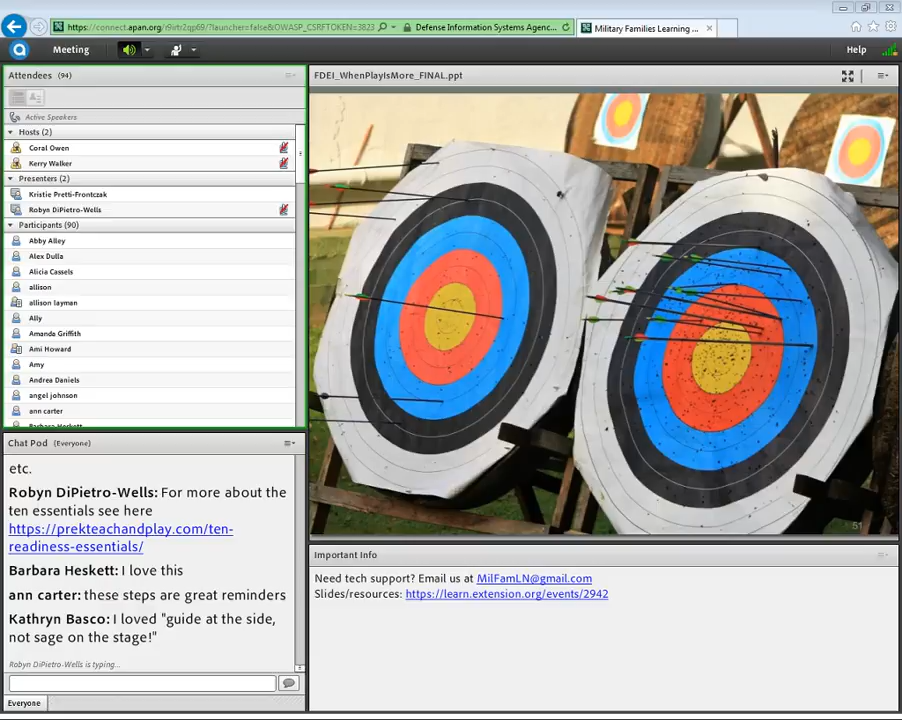 https://connect.apan.org/r9vtr2qp69/?launcher=false&OWASP_CSRFTOKEN=3823
Defense Information Systems Agenc...
Military Families Learning ...
Meeting
Help
Attendees (94)
Active Speakers
Hosts (2)
Coral Owen
Kerry Walker
Presenters (2)
Kristie Pretti-Frontczak
Robyn DiPietro-Wells
Participants (90)
Abby Alley
Alex Dulla
Alicia Cassels
allison
allison layman
Ally
Amanda Griffith
Ami Howard
Amy
Andrea Daniels
angel johnson
ann carter
Barbara Heskett
Chat Pod (Everyone)
etc.
Robyn DiPietro-Wells: For more about the
ten essentials see here
https://prekteachandplay.com/ten-
readiness-essentials/
Barbara Heskett: I love this
ann carter: these steps are great reminders
Kathryn Basco: I loved "guide at the side,
not sage on the stage!"
Robyn DiPietro-Wells is typing...
Everyone
FDEI_WhenPlayIsMore_FINAL.ppt
51
Important Info
Need tech support? Email us at MilFamLN@gmail.com
Slides/resources: https://learn.extension.org/events/2942